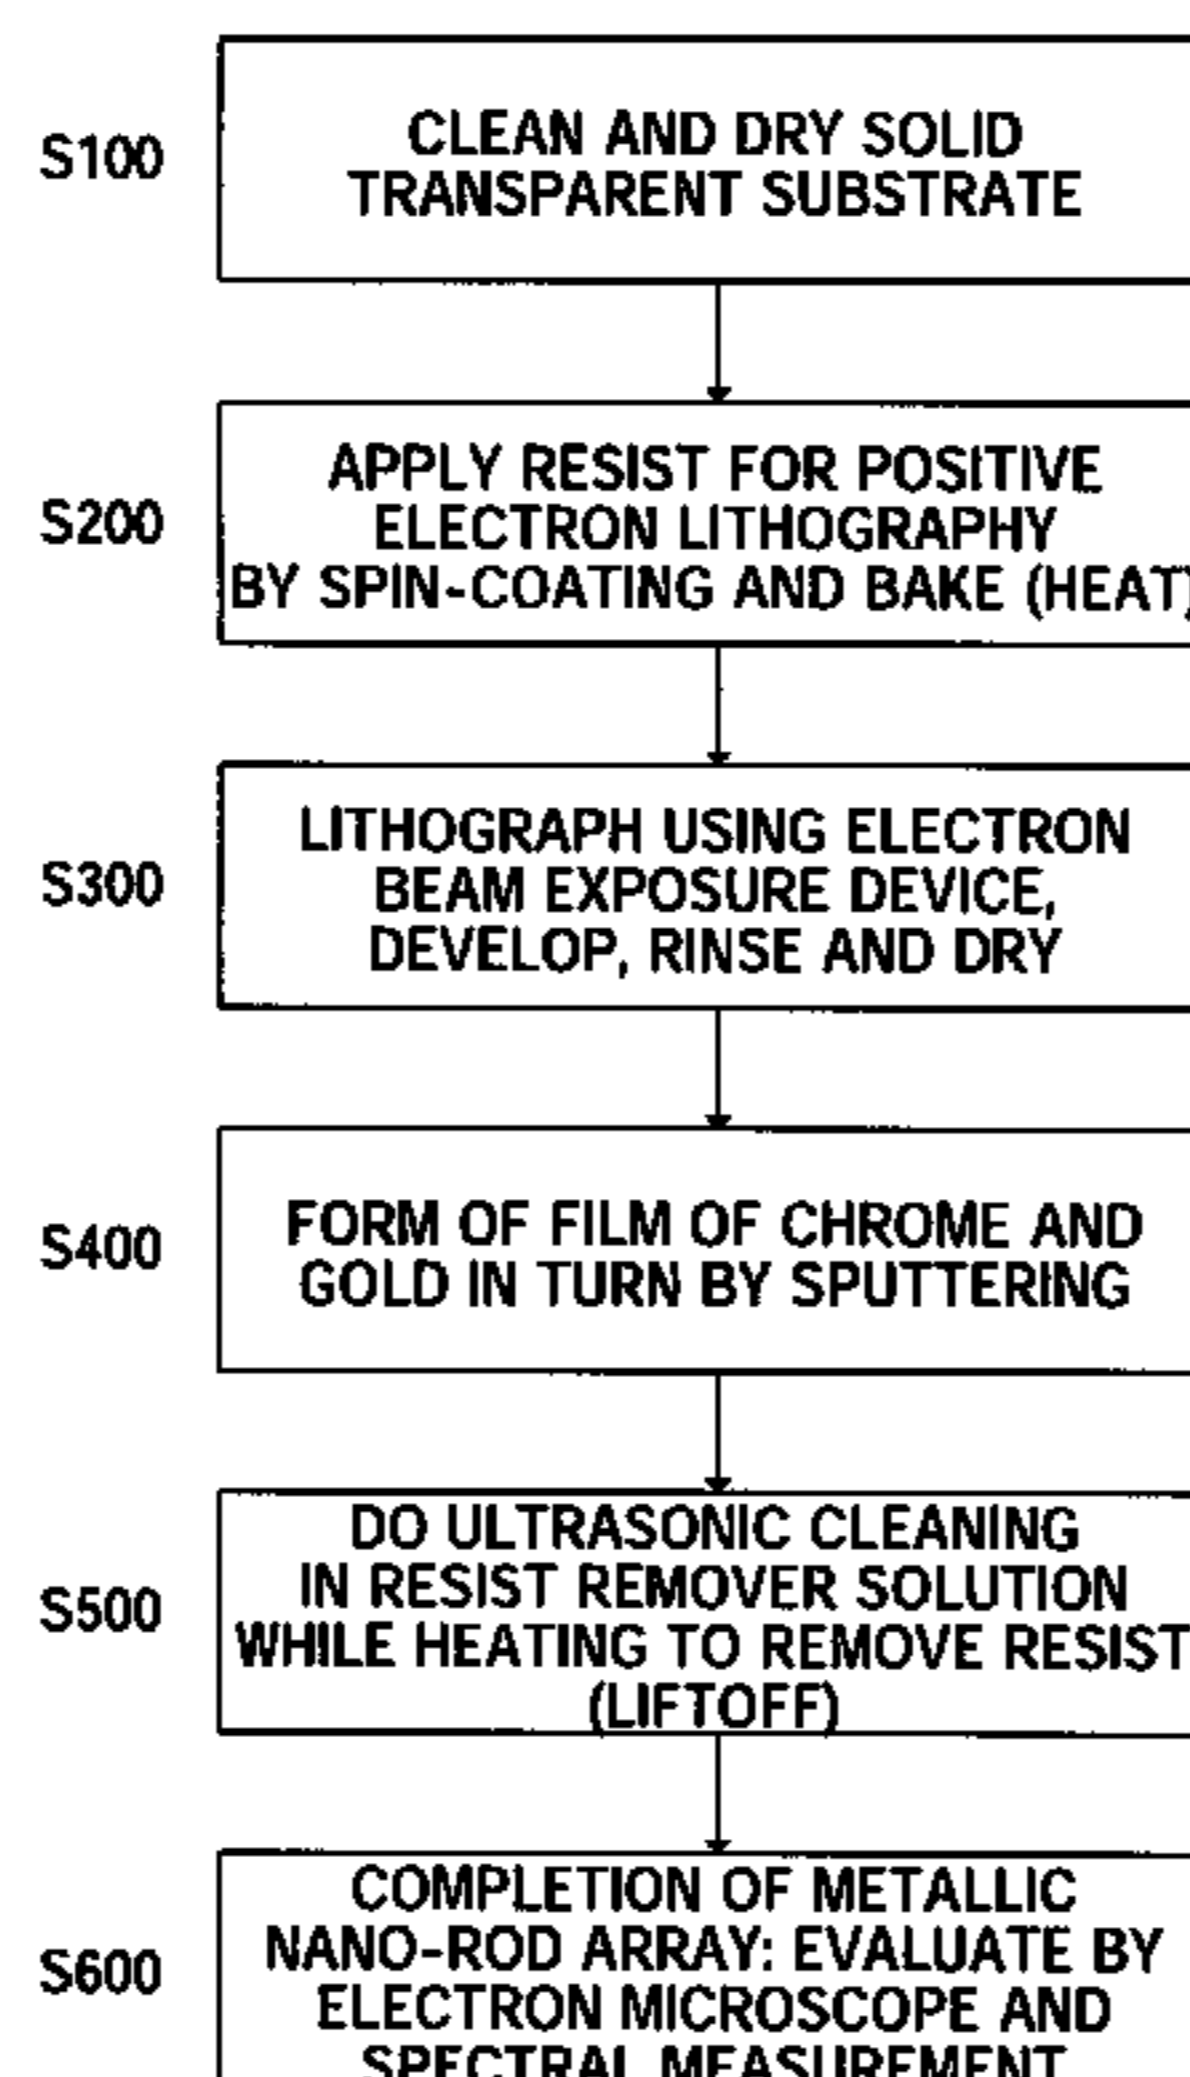 S100
CLEAN AND DRY SOLID
TRANSPARENT SUBSTRATE
S200
APPLY RESIST FOR POSITIVE
ELECTRON LITHOGRAPHY
BY SPIN-COATING AND BAKE (HEAT)
S300
LITHOGRAPH USING ELECTRON
BEAM EXPOSURE DEVICE,
DEVELOP, RINSE AND DRY
S400
FORM OF FILM OF CHROME AND
GOLD IN TURN BY SPUTTERING
S500
DO ULTRASONIC CLEANING
IN RESIST REMOVER SOLUTION
WHILE HEATING TO REMOVE RESIST
(LIFTOFF)
S600
COMPLETION OF METALLIC
NANO-ROD ARRAY: EVALUATE BY
ELECTRON MICROSCOPE AND
SPECTRAL MEASUREMENT